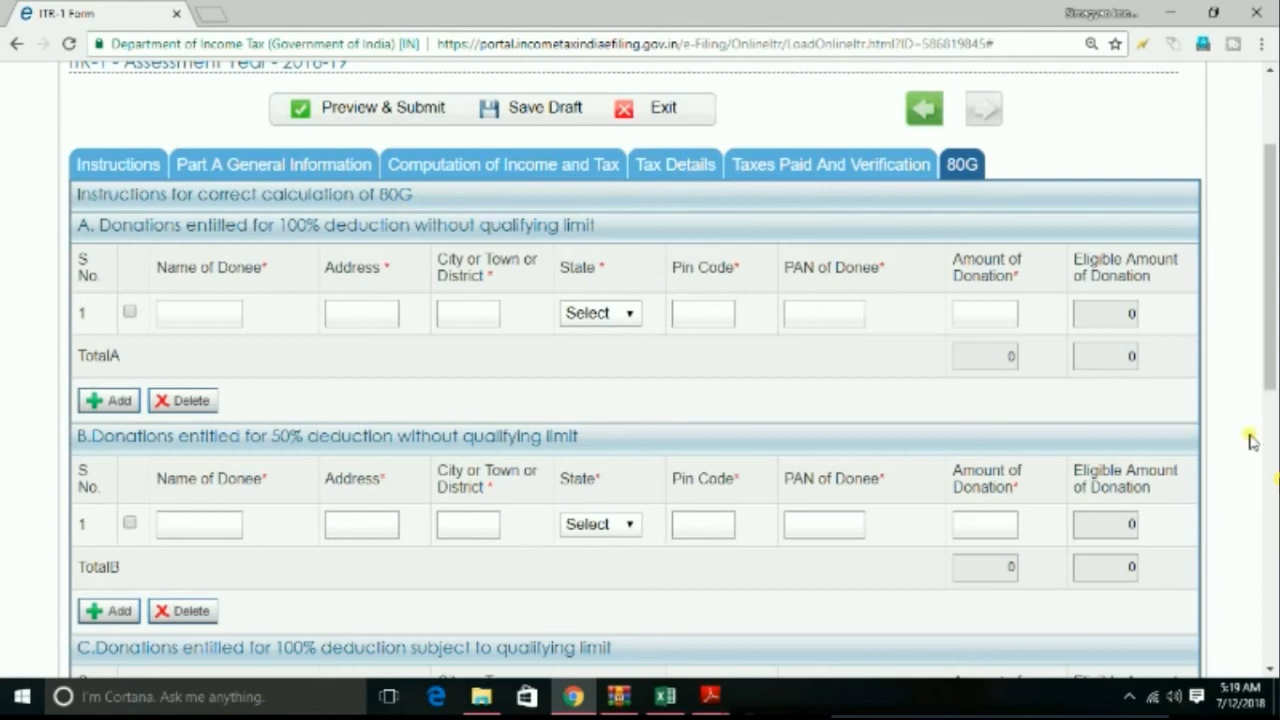 ITR-1 Form
Department of Income Tax (Government of India) [IN] https://portal.incometaxindiaefiling.gov.in/e-Filing/OnlineItr/LoadOnlineItr.html?ID=586819845#
Preview & Submit Save Draft Exit
Instructions Part A General Information Computation of Income and Tax Tax Details Taxes Paid And Verification 80G
Instructions for correct calculation of 80G
A. Donations entitled for 100% deduction without qualifying limit
S No. Name of Donee* Address * City or Town or District * State * Pin Code* PAN of Donee* Amount of Donation* Eligible Amount of Donation
1 Select 0
TotalA 0 0
Add Delete
B.Donations entitled for 50% deduction without qualifying limit
S No. Name of Donee* Address* City or Town or District * State* Pin Code* PAN of Donee* Amount of Donation* Eligible Amount of Donation
1 Select 0
TotalB 0 0
Add Delete
C.Donations entitled for 100% deduction subject to qualifying limit
I'm Cortana. Ask me anything.
5:19 AM
7/12/2018